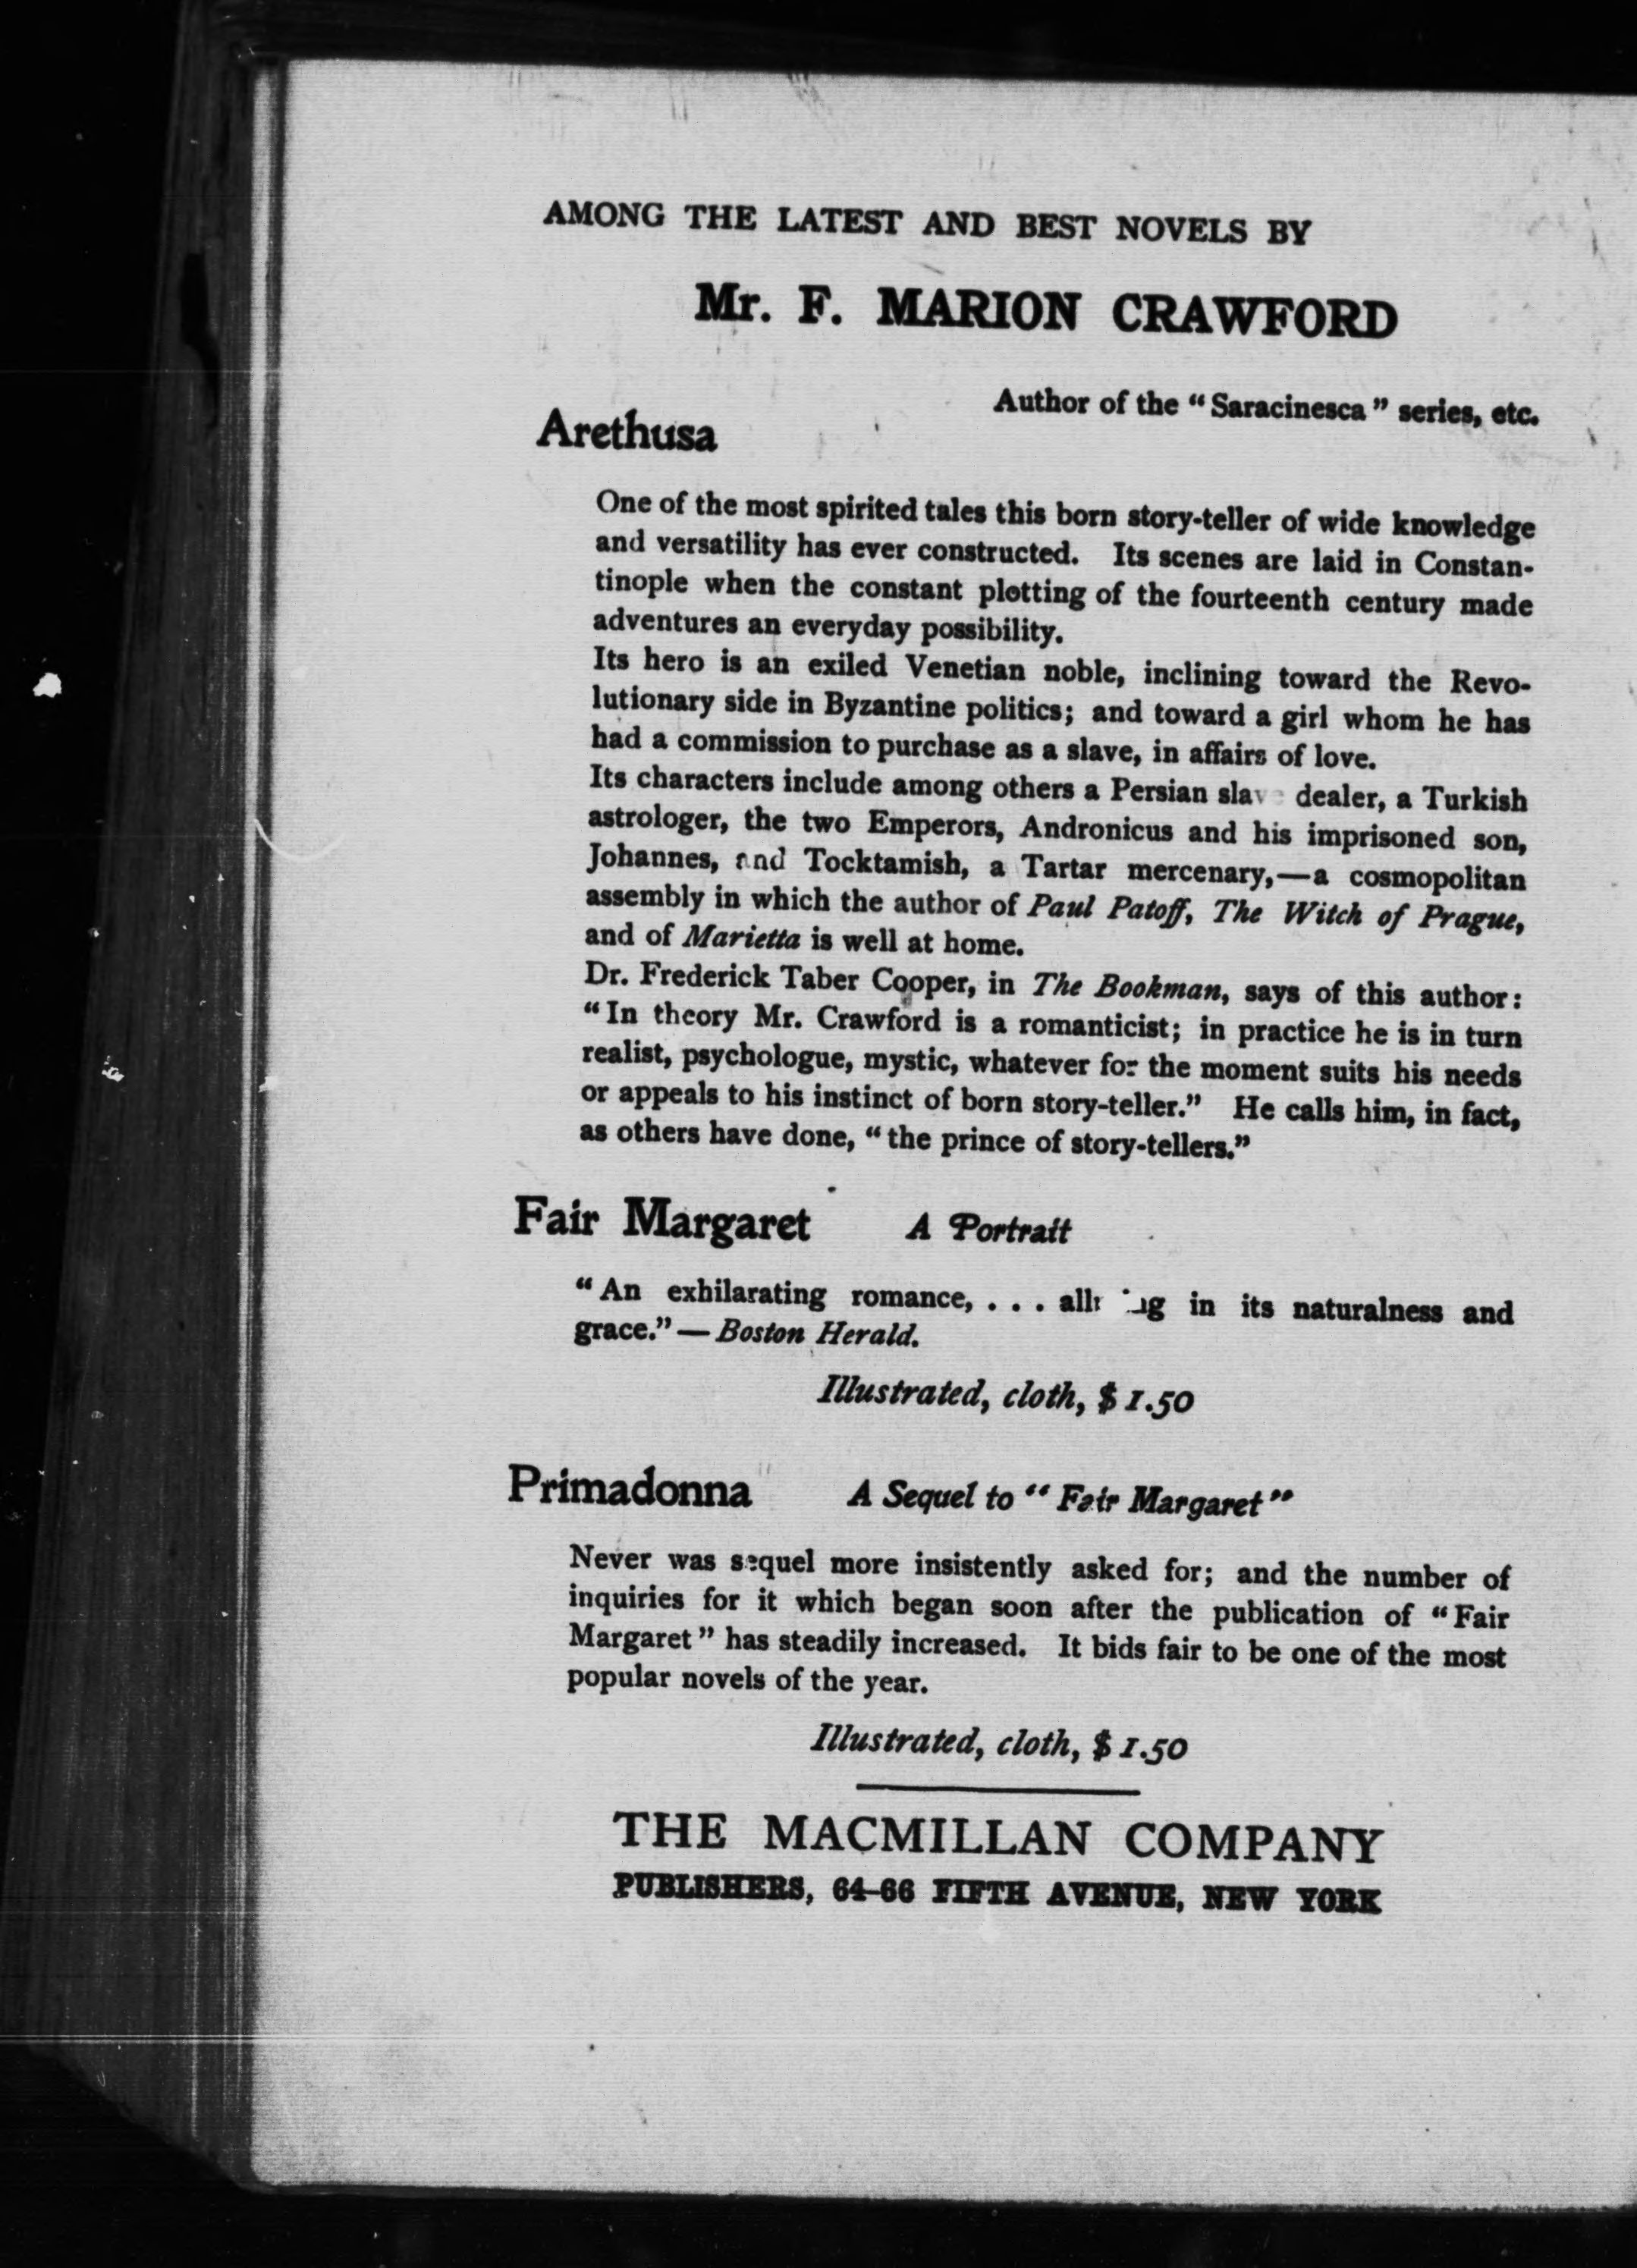 AMONG THE LATEST AND BEST NOVELS BY
Mr. F. MARION CRAWFORD
Author of the “Saracinesca” series, etc.
Arethusa
One of the most spirited tales this born story-teller of wide knowledge
and versatility has ever constructed. Its scenes are laid in Constan-
tinople when the constant plotting of the fourteenth century made
adventures an everyday possibility.
Its hero is an exiled Venetian noble, inclining toward the Revo-
lutionary side in Byzantine politics; and toward a girl whom he has
had a commission to purchase as a slave, in affairs of love.
Its characters include among others a Persian slave dealer, a Turkish
astrologer, the two Emperors, Andronicus and his imprisoned son,
Johannes, and Tocktamish, a Tartar mercenary,—a cosmopolitan
assembly in which the author of Paul Patoff, The Witch of Prague,
and of Marietta is well at home.
Dr. Frederick Taber Cooper, in The Bookman, says of this author:
“In theory Mr. Crawford is a romanticist; in practice he is in turn
realist, psychologue, mystic, whatever for the moment suits his needs
or appeals to his instinct of born story-teller.” He calls him, in fact,
as others have done, “the prince of story-tellers.”
Fair Margaret A Portrait
“An exhilarating romance, . . . in its naturalness and
grace.”—Boston Herald.
Illustrated, cloth, $1.50
Primadonna A Sequel to “Fair Margaret”
Never was sequel more insistently asked for; and the number of
inquiries for it which began soon after the publication of “Fair
Margaret” has steadily increased. It bids fair to be one of the most
popular novels of the year.
Illustrated, cloth, $1.50
THE MACMILLAN COMPANY
PUBLISHERS, 64–66 FIFTH AVENUE, NEW YORK